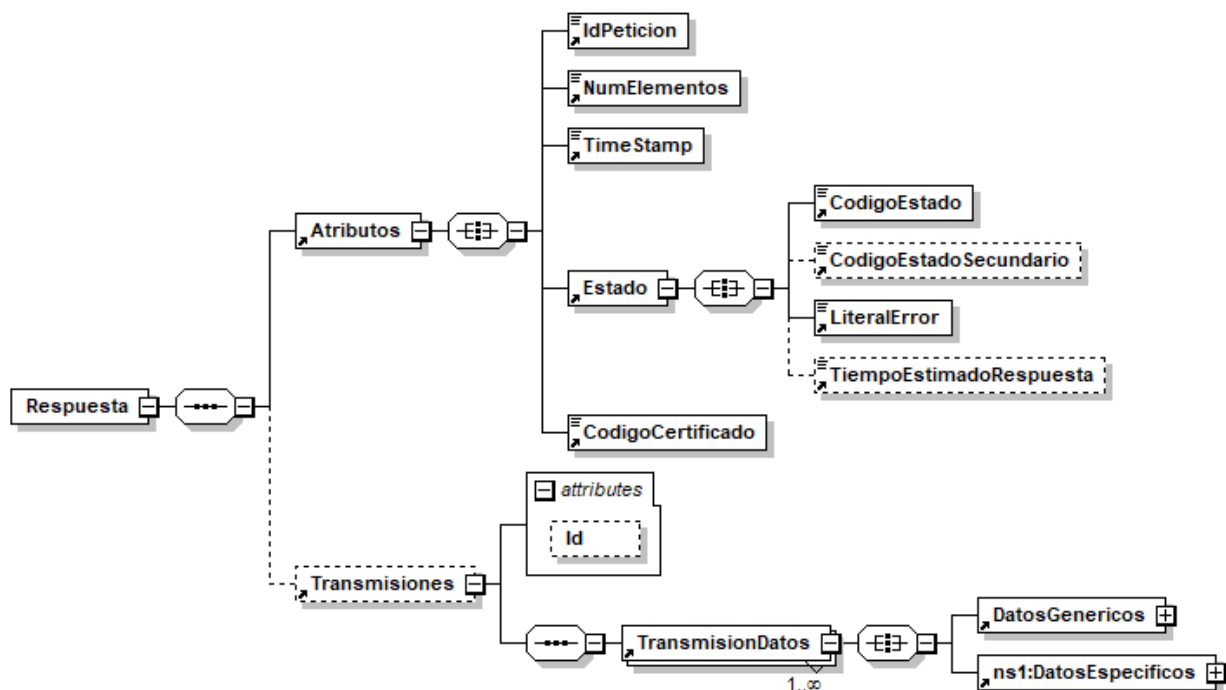 IdPeticion
NumElementos
TimeStamp
Atributos
CodigoEstado
CodigoEstadoSecundario
Estado
LiteralError
TiempoEstimadoRespuesta
Respuesta
CodigoCertificado
attributes
Id
Transmisiones
TransmisionDatos
1..∞
DatosGenericos
ns1:DatosEspecificos